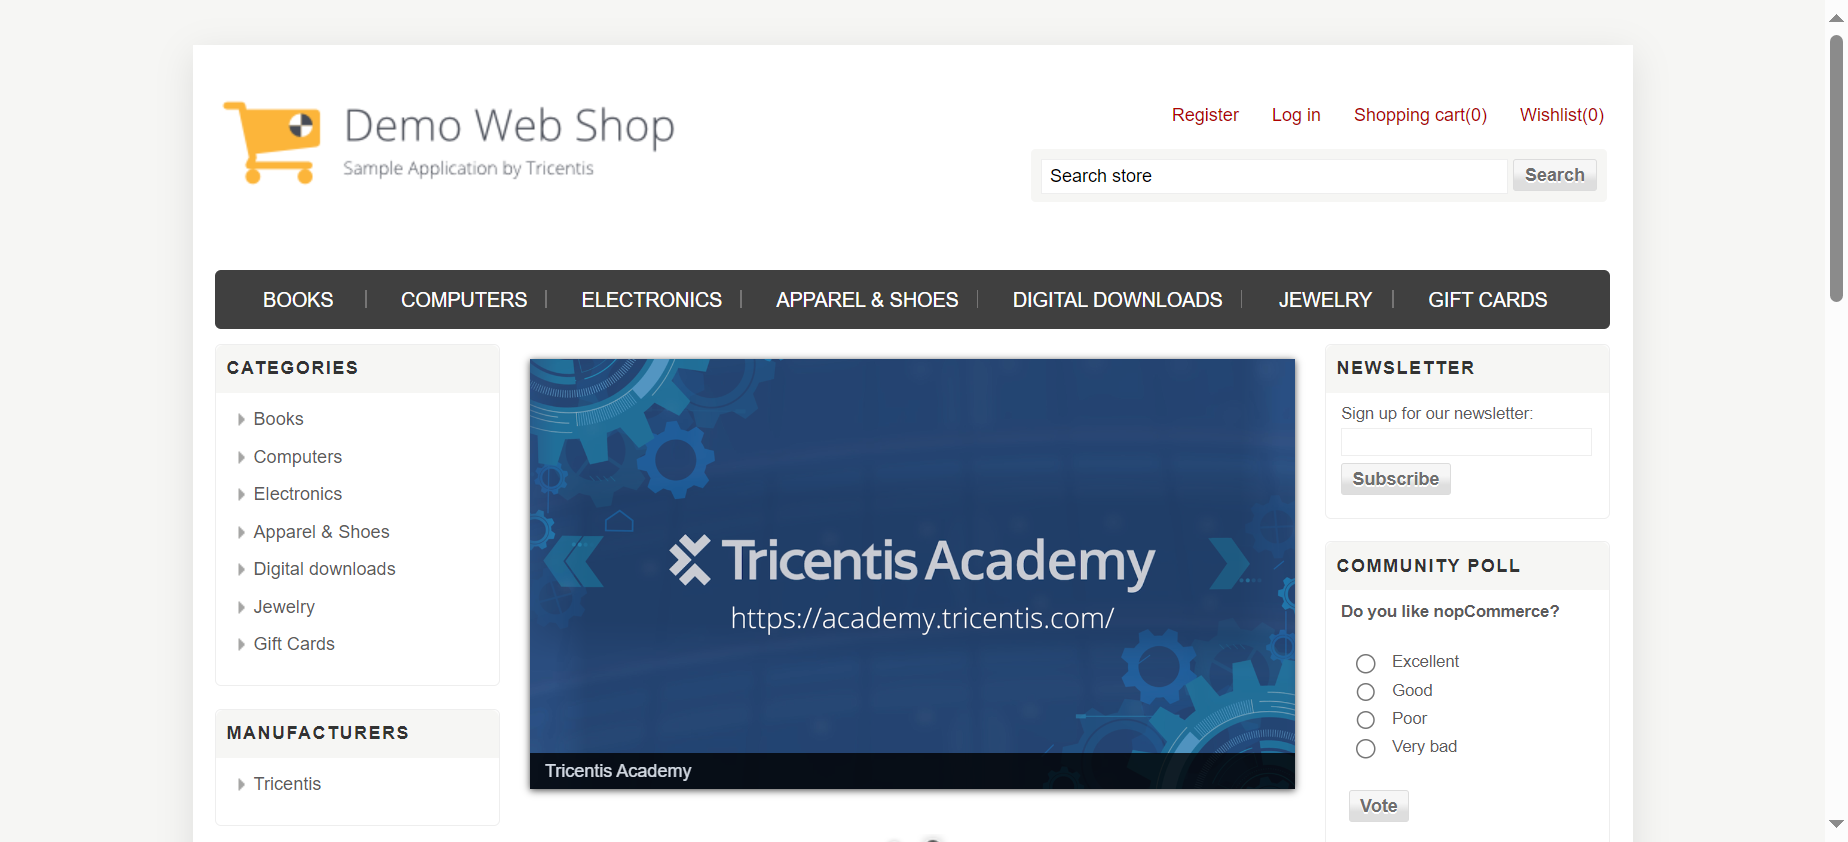 Demo Web Shop
Sample Application by Tricentis
Register Log in Shopping cart(0) Wishlist(0)
Search store Search
BOOKS COMPUTERS ELECTRONICS APPAREL & SHOES DIGITAL DOWNLOADS JEWELRY GIFT CARDS
CATEGORIES
Books
Computers
Electronics
Apparel & Shoes
Digital downloads
Jewelry
Gift Cards
MANUFACTURERS
Tricentis
Tricentis Academy
https://academy.tricentis.com/
Tricentis Academy
NEWSLETTER
Sign up for our newsletter:
Subscribe
COMMUNITY POLL
Do you like nopCommerce?
Excellent
Good
Poor
Very bad
Vote